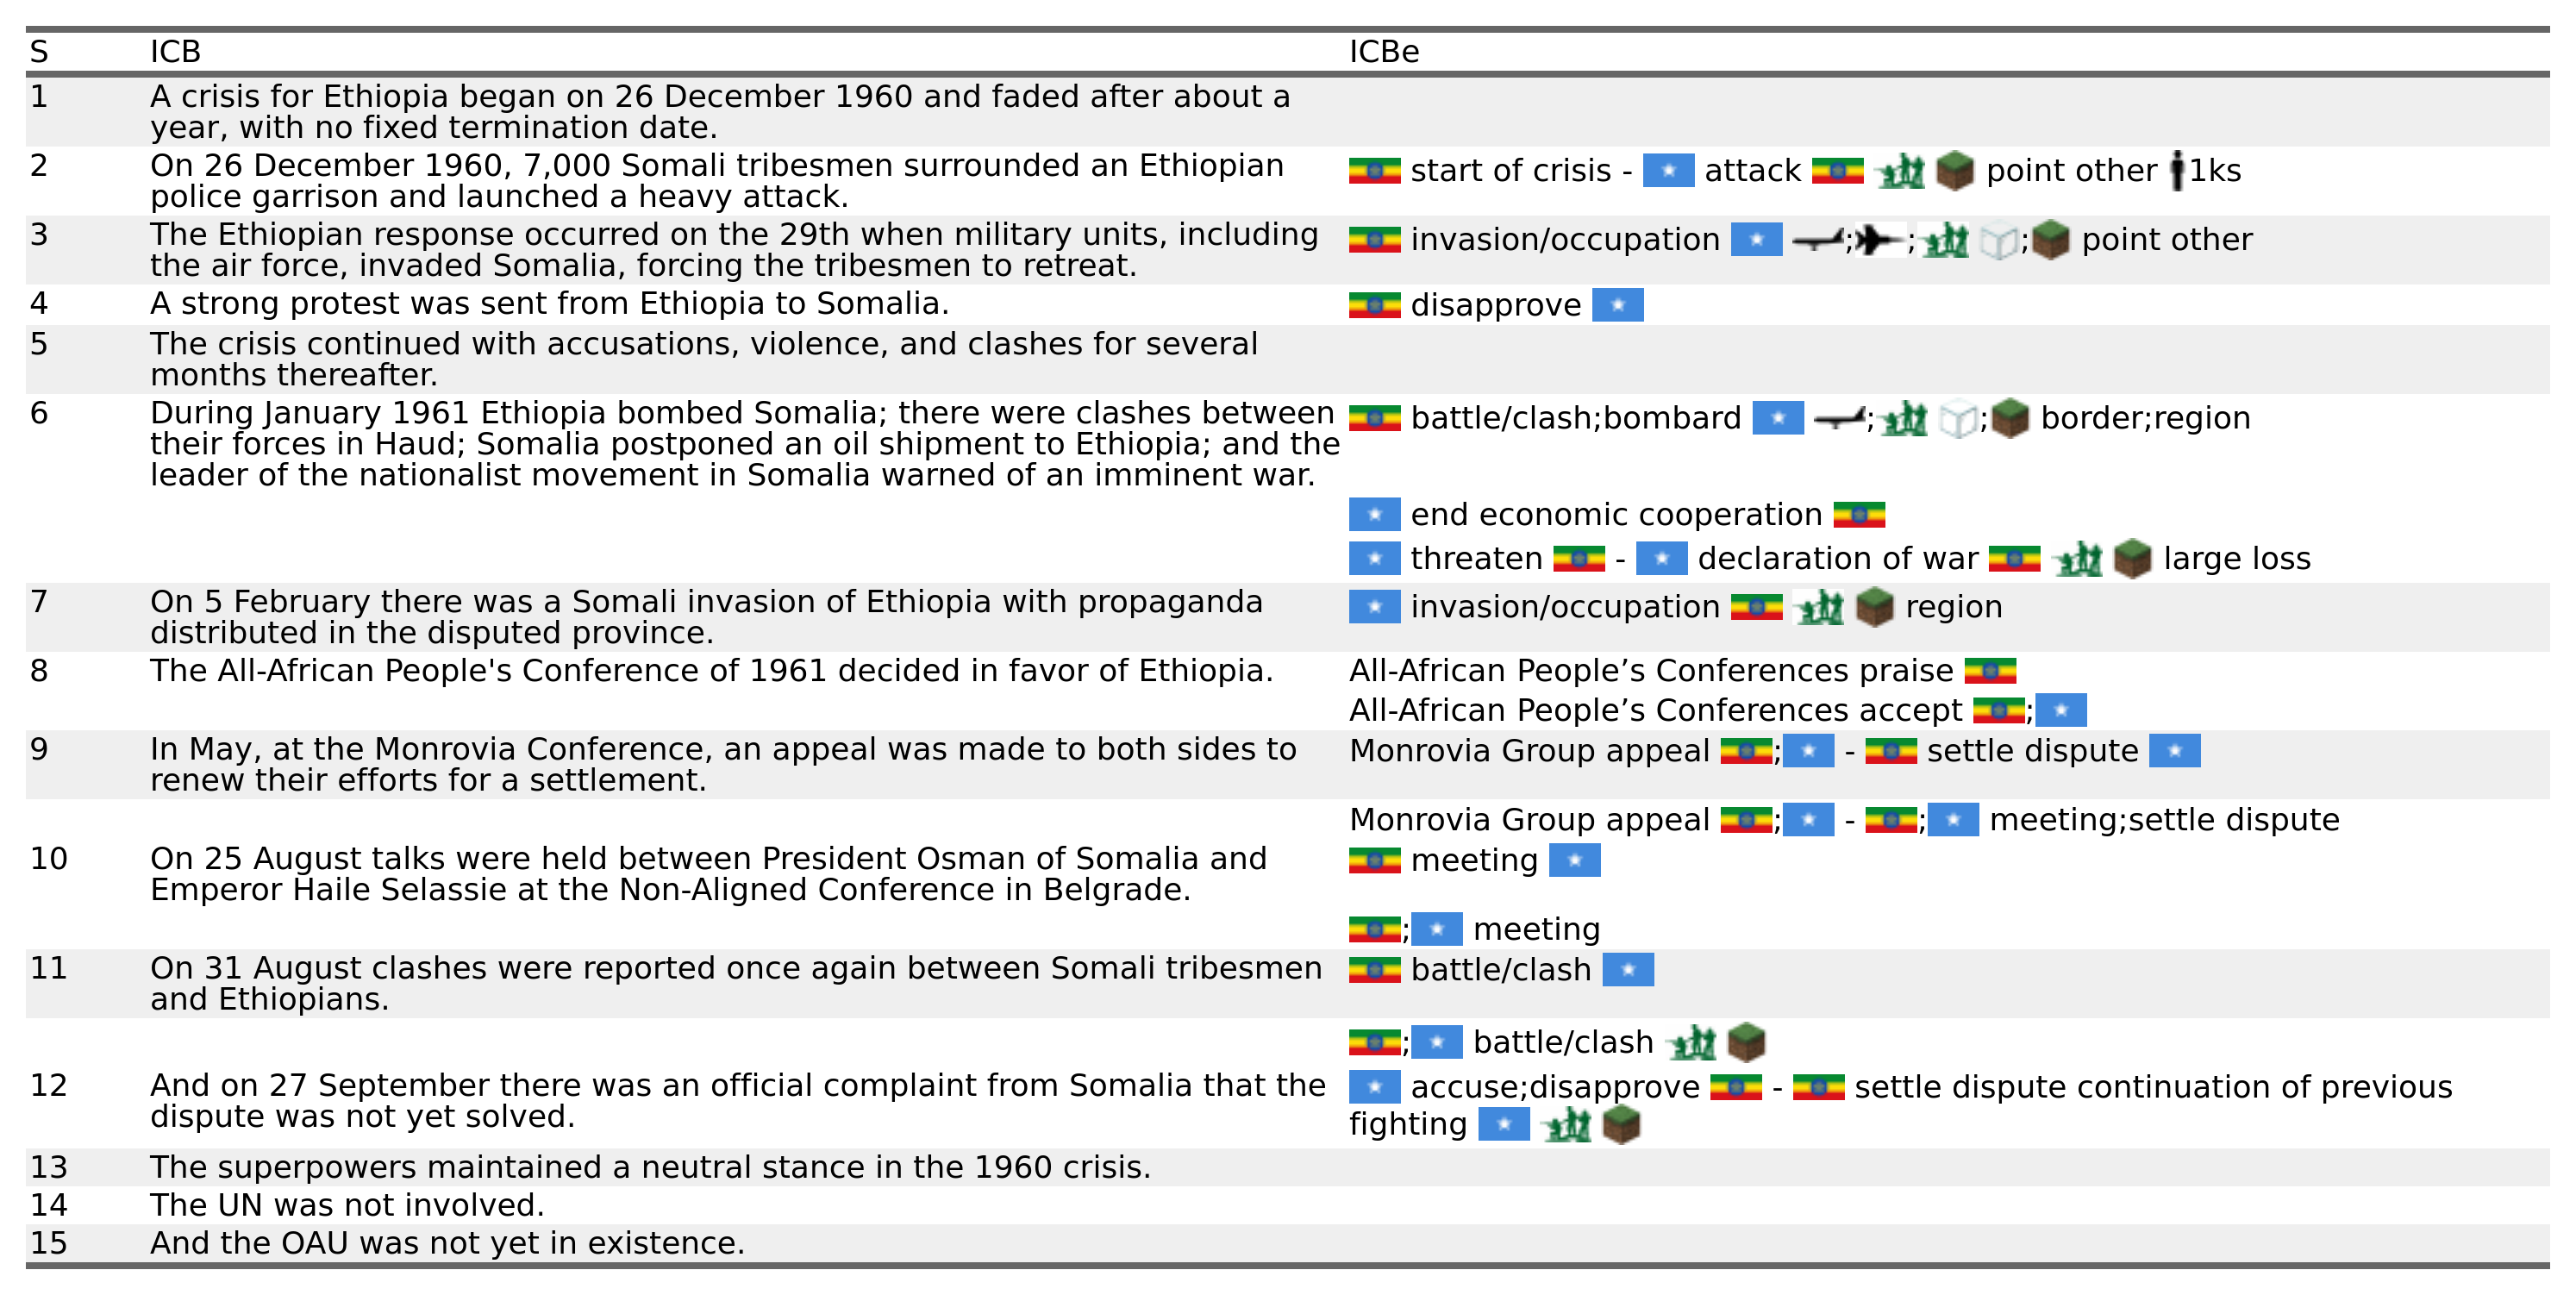 S ICB ICBe
1 A crisis for Ethiopia began on 26 December 1960 and faded after about a
year, with no fixed termination date.
2 On 26 December 1960, 7,000 Somali tribesmen surrounded an Ethiopian
police garrison and launched a heavy attack.
start of crisis - attack point other 1ks
3 The Ethiopian response occurred on the 29th when military units, including
the air force, invaded Somalia, forcing the tribesmen to retreat.
invasion/occupation ; ; ; point other
4 A strong protest was sent from Ethiopia to Somalia.
disapprove
5 The crisis continued with accusations, violence, and clashes for several
months thereafter.
6 During January 1961 Ethiopia bombed Somalia; there were clashes between
their forces in Haud; Somalia postponed an oil shipment to Ethiopia; and the
leader of the nationalist movement in Somalia warned of an imminent war.
battle/clash;bombard ; ; border;region
end economic cooperation
threaten - declaration of war large loss
7 On 5 February there was a Somali invasion of Ethiopia with propaganda
distributed in the disputed province.
invasion/occupation region
8 The All-African People's Conference of 1961 decided in favor of Ethiopia.
All-African People’s Conferences praise
All-African People’s Conferences accept ;
9 In May, at the Monrovia Conference, an appeal was made to both sides to
renew their efforts for a settlement.
Monrovia Group appeal ; - settle dispute
Monrovia Group appeal ; - ; meeting;settle dispute
10 On 25 August talks were held between President Osman of Somalia and
Emperor Haile Selassie at the Non-Aligned Conference in Belgrade.
meeting
; meeting
11 On 31 August clashes were reported once again between Somali tribesmen
and Ethiopians.
battle/clash
; battle/clash
12 And on 27 September there was an official complaint from Somalia that the
dispute was not yet solved.
accuse;disapprove - settle dispute continuation of previous
fighting
13 The superpowers maintained a neutral stance in the 1960 crisis.
14 The UN was not involved.
15 And the OAU was not yet in existence.